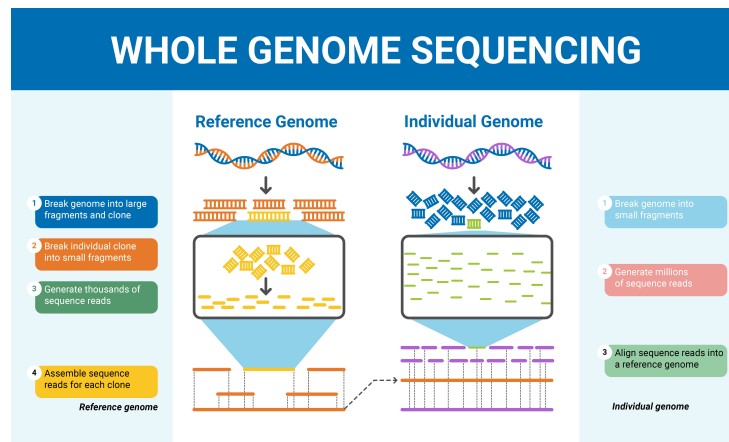 WHOLE GENOME SEQUENCING
Reference Genome
Individual Genome
1 Break genome into large
fragments and clone
2 Break individual clone
into small fragments
3 Generate thousands of
sequence reads
4 Assemble sequence
reads for each clone
Reference genome
1 Break genome into
small fragments
2 Generate millions
of sequence reads
3 Align sequence reads into
a reference genome
Individual genome